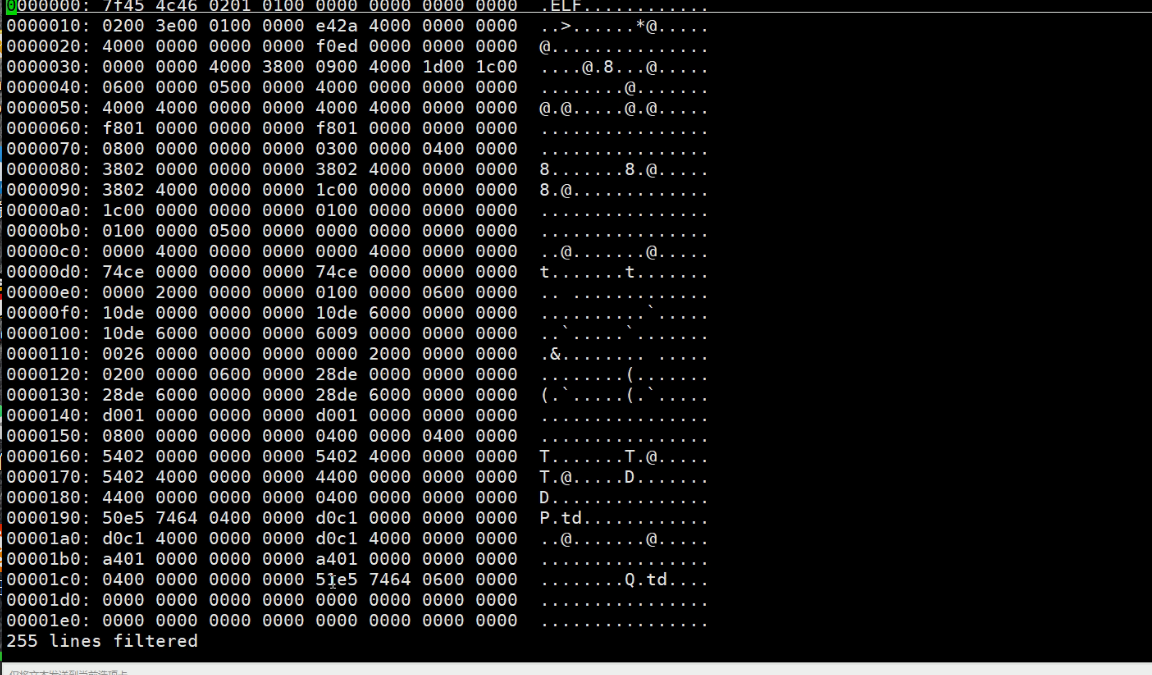 0000000: 7f45 4c46 0201 0100 0000 0000 0000 0000  .ELF............
0000010: 0200 3e00 0100 0000 e42a 4000 0000 0000  ..>......*@.....
0000020: 4000 0000 0000 0000 f0ed 0000 0000 0000  @...............
0000030: 0000 0000 4000 3800 0900 4000 1d00 1c00  ....@.8...@.....
0000040: 0600 0000 0500 0000 4000 0000 0000 0000  ........@.......
0000050: 4000 4000 0000 0000 4000 4000 0000 0000  @.@.....@.@.....
0000060: f801 0000 0000 0000 f801 0000 0000 0000  ................
0000070: 0800 0000 0000 0000 0300 0000 0400 0000  ................
0000080: 3802 0000 0000 0000 3802 4000 0000 0000  8.......8.@.....
0000090: 3802 4000 0000 0000 1c00 0000 0000 0000  8.@.............
00000a0: 1c00 0000 0000 0000 0100 0000 0000 0000  ................
00000b0: 0100 0000 0500 0000 0000 0000 0000 0000  ................
00000c0: 0000 4000 0000 0000 0000 4000 0000 0000  ..@.......@.....
00000d0: 74ce 0000 0000 0000 74ce 0000 0000 0000  t.......t.......
00000e0: 0000 2000 0000 0000 0100 0000 0600 0000  .. .............
00000f0: 10de 0000 0000 0000 10de 6000 0000 0000  ..........`.....
0000100: 10de 6000 0000 0000 6009 0000 0000 0000  ..`.....`.......
0000110: 0026 0000 0000 0000 0000 2000 0000 0000  .&........ .....
0000120: 0200 0000 0600 0000 28de 0000 0000 0000  ........(.......
0000130: 28de 6000 0000 0000 28de 6000 0000 0000  (.`.....(.`.....
0000140: d001 0000 0000 0000 d001 0000 0000 0000  ................
0000150: 0800 0000 0000 0000 0400 0000 0400 0000  ................
0000160: 5402 0000 0000 0000 5402 4000 0000 0000  T.......T.@.....
0000170: 5402 4000 0000 0000 4400 0000 0000 0000  T.@.....D.......
0000180: 4400 0000 0000 0000 0400 0000 0000 0000  D...............
0000190: 50e5 7464 0400 0000 d0c1 0000 0000 0000  P.td............
00001a0: d0c1 4000 0000 0000 d0c1 4000 0000 0000  ..@.......@.....
00001b0: a401 0000 0000 0000 a401 0000 0000 0000  ................
00001c0: 0400 0000 0000 0000 51e5 7464 0600 0000  ........Q.td....
00001d0: 0000 0000 0000 0000 0000 0000 0000 0000  ................
00001e0: 0000 0000 0000 0000 0000 0000 0000 0000  ................
255 lines filtered